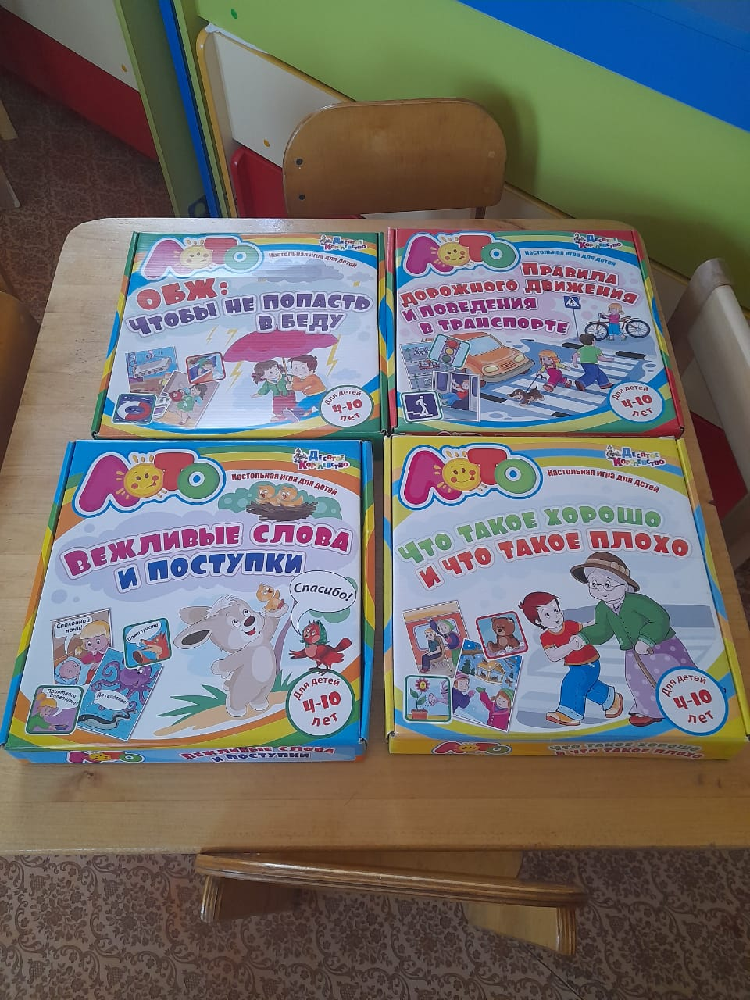 ЛОТО
Десятое
Королевство
Настольная игра для детей
ОБЖ:
Чтобы не попасть
в беду
Для детей
4-10
лет
ЛОТО
Десятое
Королевство
Настольная игра для детей
Правила
дорожного движения
и поведения
в транспорте
Для детей
4-10
лет
ЛОТО
Десятое
Королевство
Настольная игра для детей
Вежливые слова
и поступки
Спасибо!
Спокойной
ночи!
Пожалуйста!
Приятного
аппетита!
До свиданья!
Для детей
4-10
лет
ЛОТО
Вежливые слова
и поступки
ЛОТО
Десятое
Королевство
Настольная игра для детей
Что такое хорошо
и что такое плохо
Для детей
4-10
лет
ЛОТО
Что такое хорошо
и что такое плохо